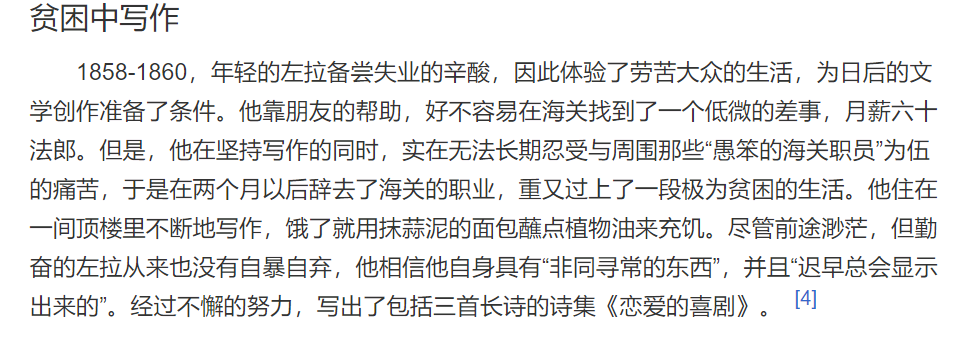 贫困中写作
1858-1860，年轻的左拉备尝失业的辛酸，因此体验了劳苦大众的生活，为日后的文
学创作准备了条件。他靠朋友的帮助，好不容易在海关找到了一个低微的差事，月薪六十
法郎。但是，他在坚持写作的同时，实在无法长期忍受与周围那些“愚笨的海关职员”为伍
的痛苦，于是在两个月以后辞去了海关的职业，重又过上了一段极为贫困的生活。他住在
一间顶楼里不断地写作，饿了就用抹蒜泥的面包蘸点植物油来充饥。尽管前途渺茫，但勤
奋的左拉从来也没有自暴自弃，他相信他自身具有“非同寻常的东西”，并且“迟早总会显示
出来的”。经过不懈的努力，写出了包括三首长诗的诗集《恋爱的喜剧》。 [4]